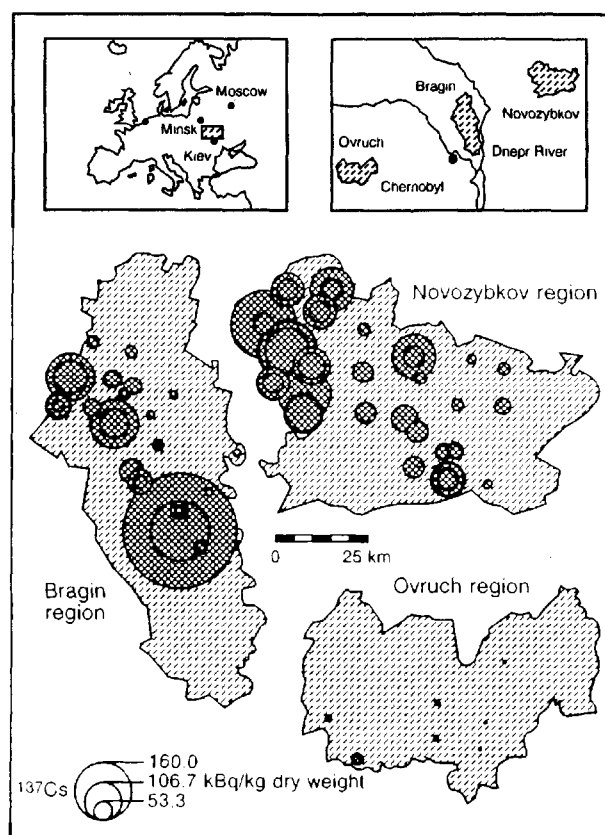 Moscow
Minsk
Kiev
Bragin
Novozybkov
Ovruch
Dnepr River
Chernobyl
Novozybkov region
0 25 km
Bragin
region
Ovruch region
160.0
106.7 kBq/kg dry weight
53.3
¹³⁷Cs